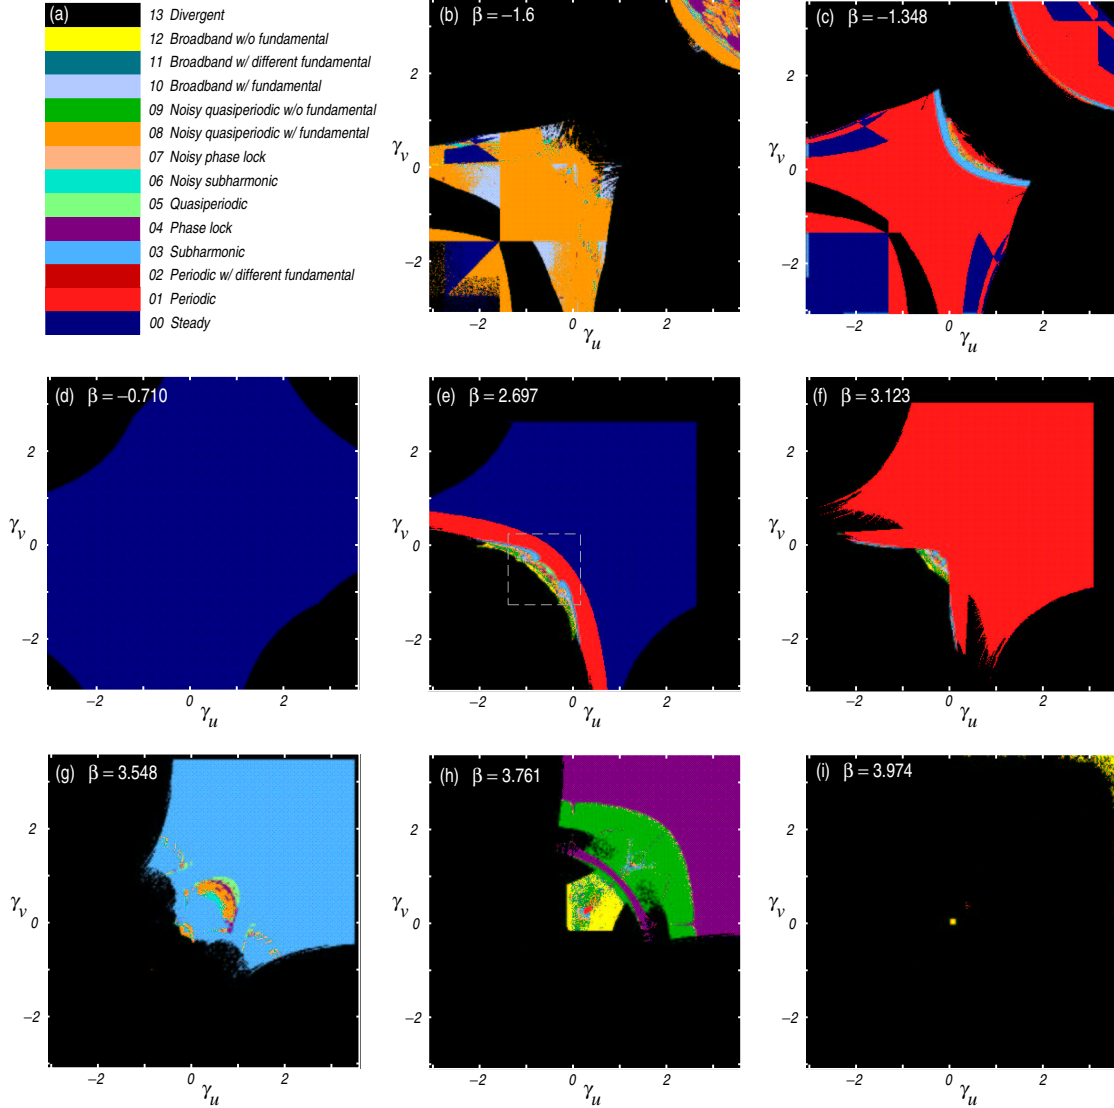 (a)
13 Divergent
12 Broadband w/o fundamental
11 Broadband w/ different fundamental
10 Broadband w/ fundamental
09 Noisy quasiperiodic w/o fundamental
08 Noisy quasiperiodic w/ fundamental
07 Noisy phase lock
06 Noisy subharmonic
05 Quasiperiodic
04 Phase lock
03 Subharmonic
02 Periodic w/ different fundamental
01 Periodic
00 Steady
(b) β = −1.6
2
γv
0
−2
−2 0 2
γu
(c) β = −1.348
2
γv
0
−2
−2 0 2
γu
(d) β = −0.710
2
γv
0
−2
−2 0 2
γu
(e) β = 2.697
2
γv
0
−2
−2 0 2
γu
(f) β = 3.123
2
γv
0
−2
−2 0 2
γu
(g) β = 3.548
2
γv
0
−2
−2 0 2
γu
(h) β = 3.761
2
γv
0
−2
−2 0 2
γu
(i) β = 3.974
2
γv
0
−2
−2 0 2
γu